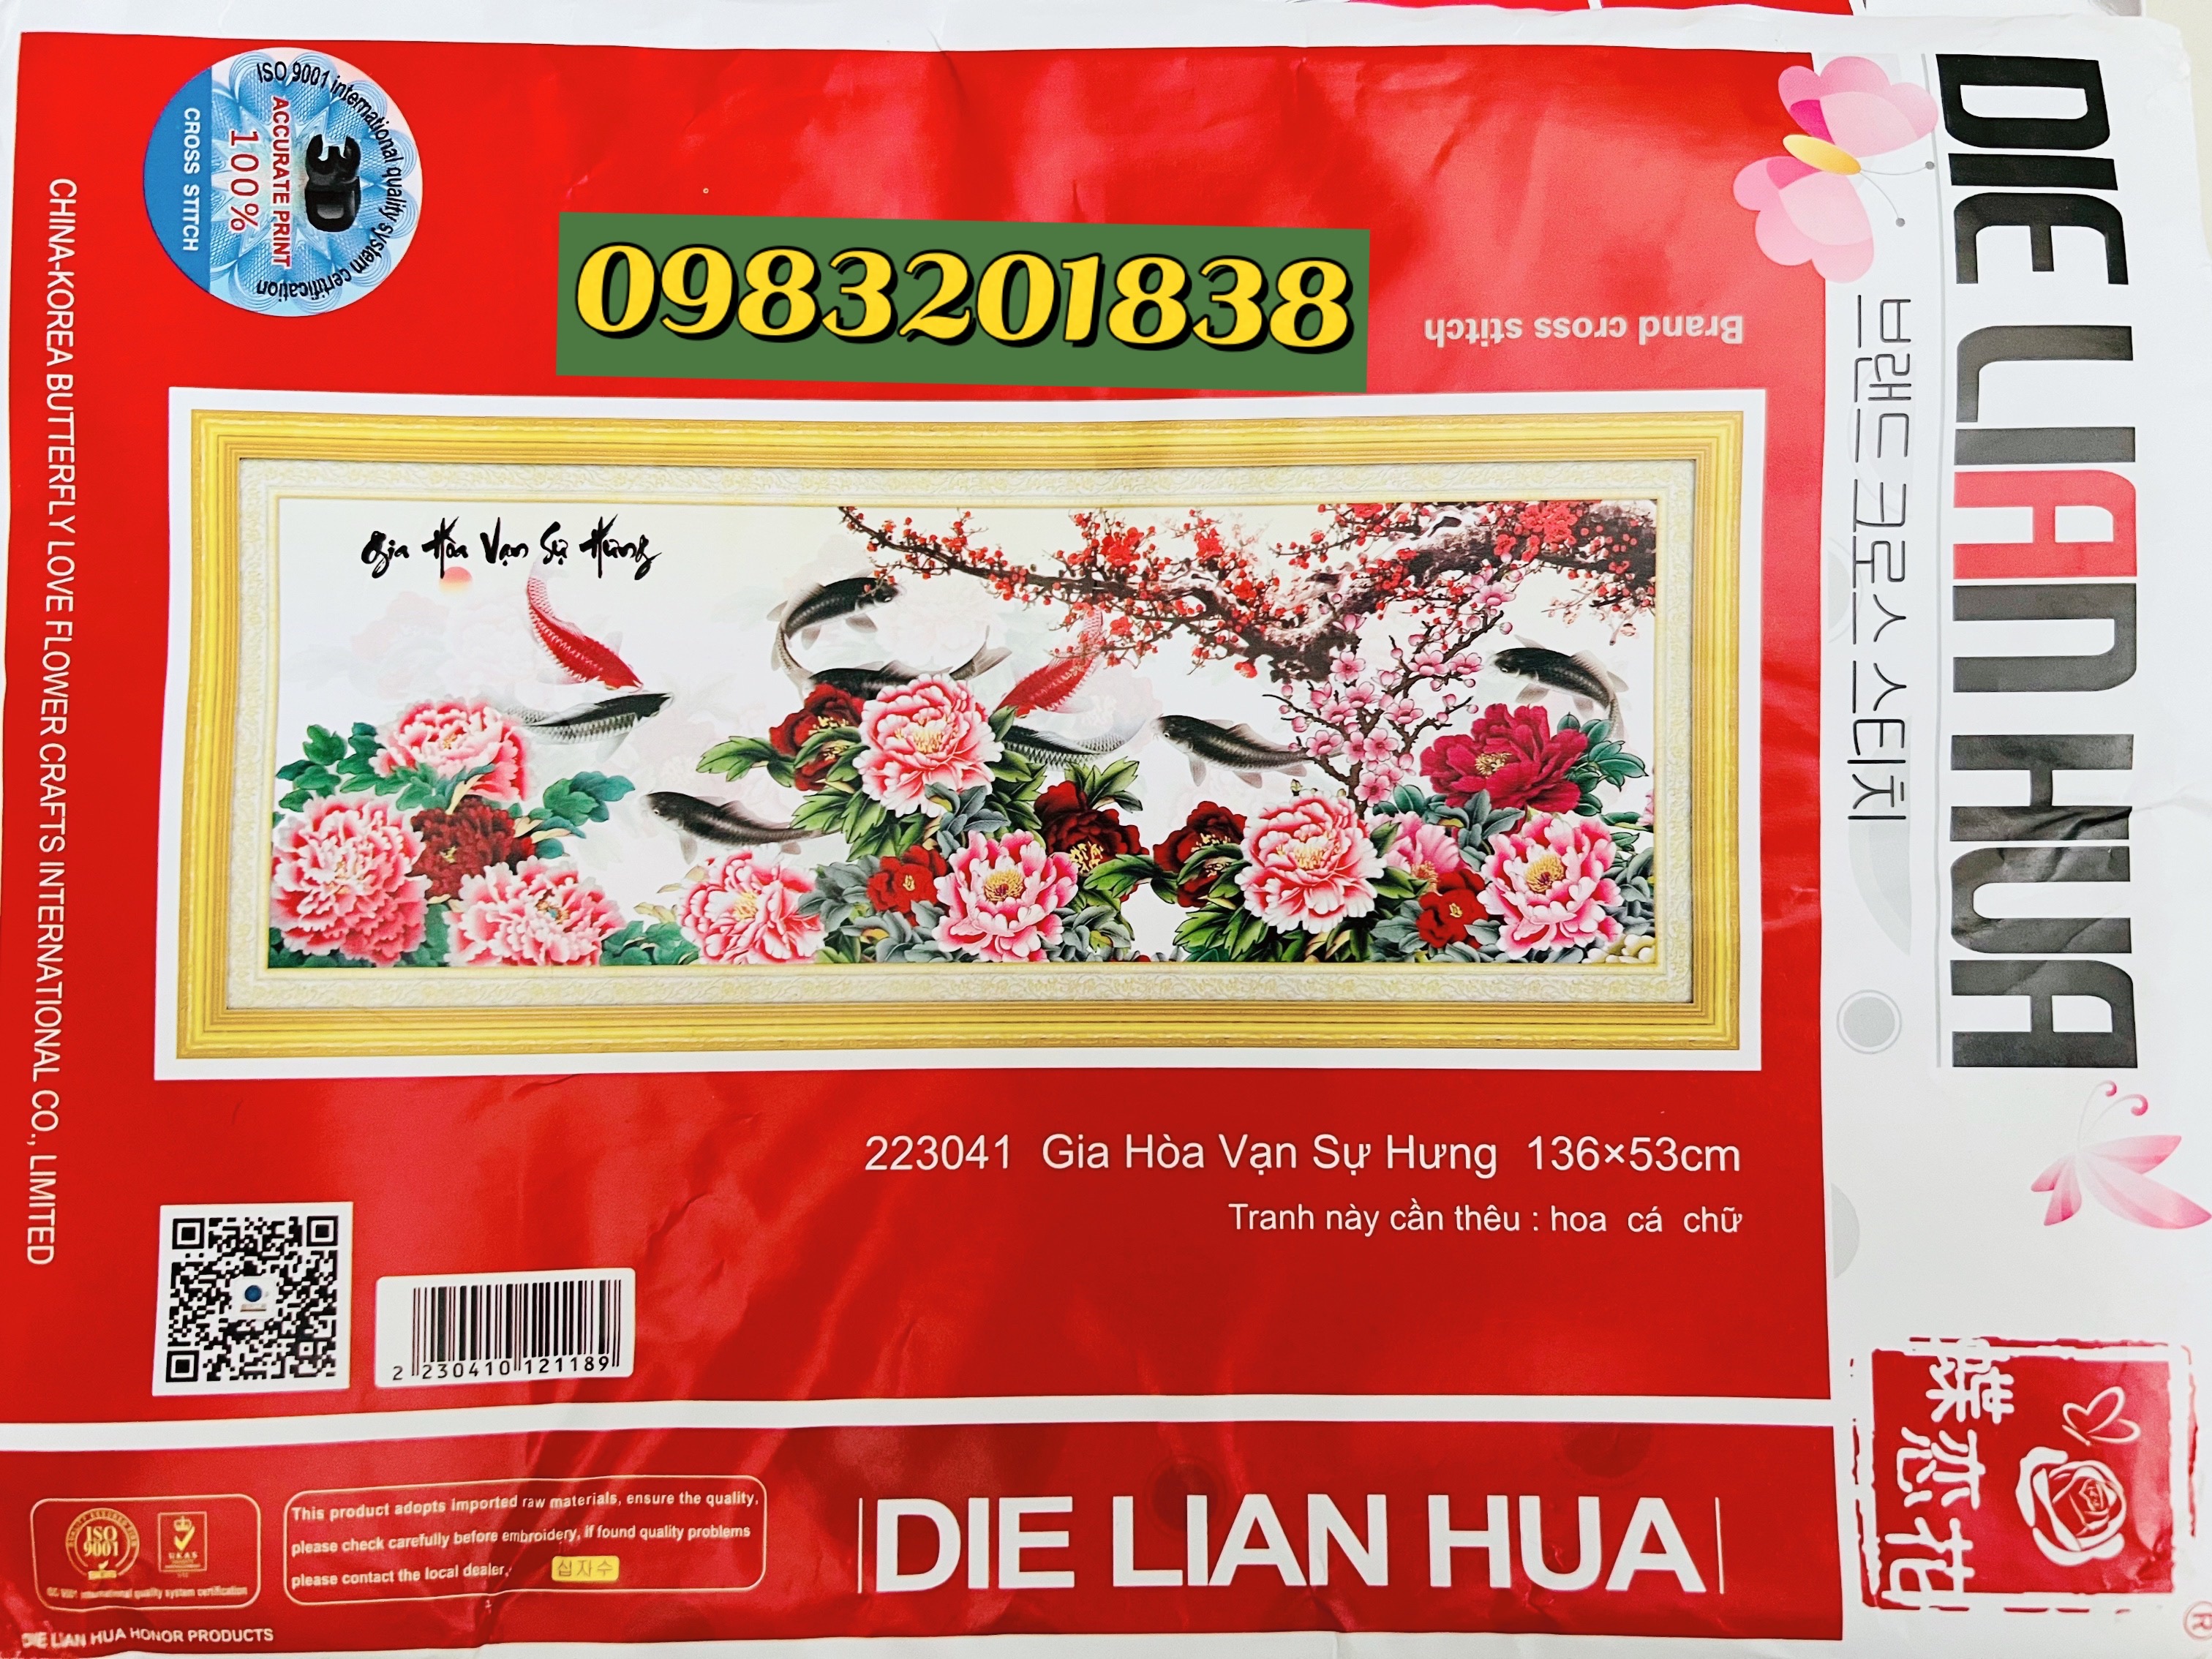 ISO 9001 international quality system certification
3D
ACCURATE PRINT
100%
CROSS STITCH
0983201838
Brand cross stitch
DIE LIAN HUA
브랜드 크로스 스티치
CHINA-KOREA BUTTERFLY LOVE FLOWER CRAFTS INTERNATIONAL CO., LIMITED
Gia Hòa Vạn Sự Hưng
223041 Gia Hòa Vạn Sự Hưng 136×53cm
Tranh này cần thêu : hoa cá chữ
2 230410 121189
蝶恋花
®
ISO
9001
UKAS
This product adopts imported raw materials, ensure the quality,
please check carefully before embroidery, if found quality problems
please contact the local dealer,
십자수
DIE LIAN HUA
DIE LIAN HUA HONOR PRODUCTS